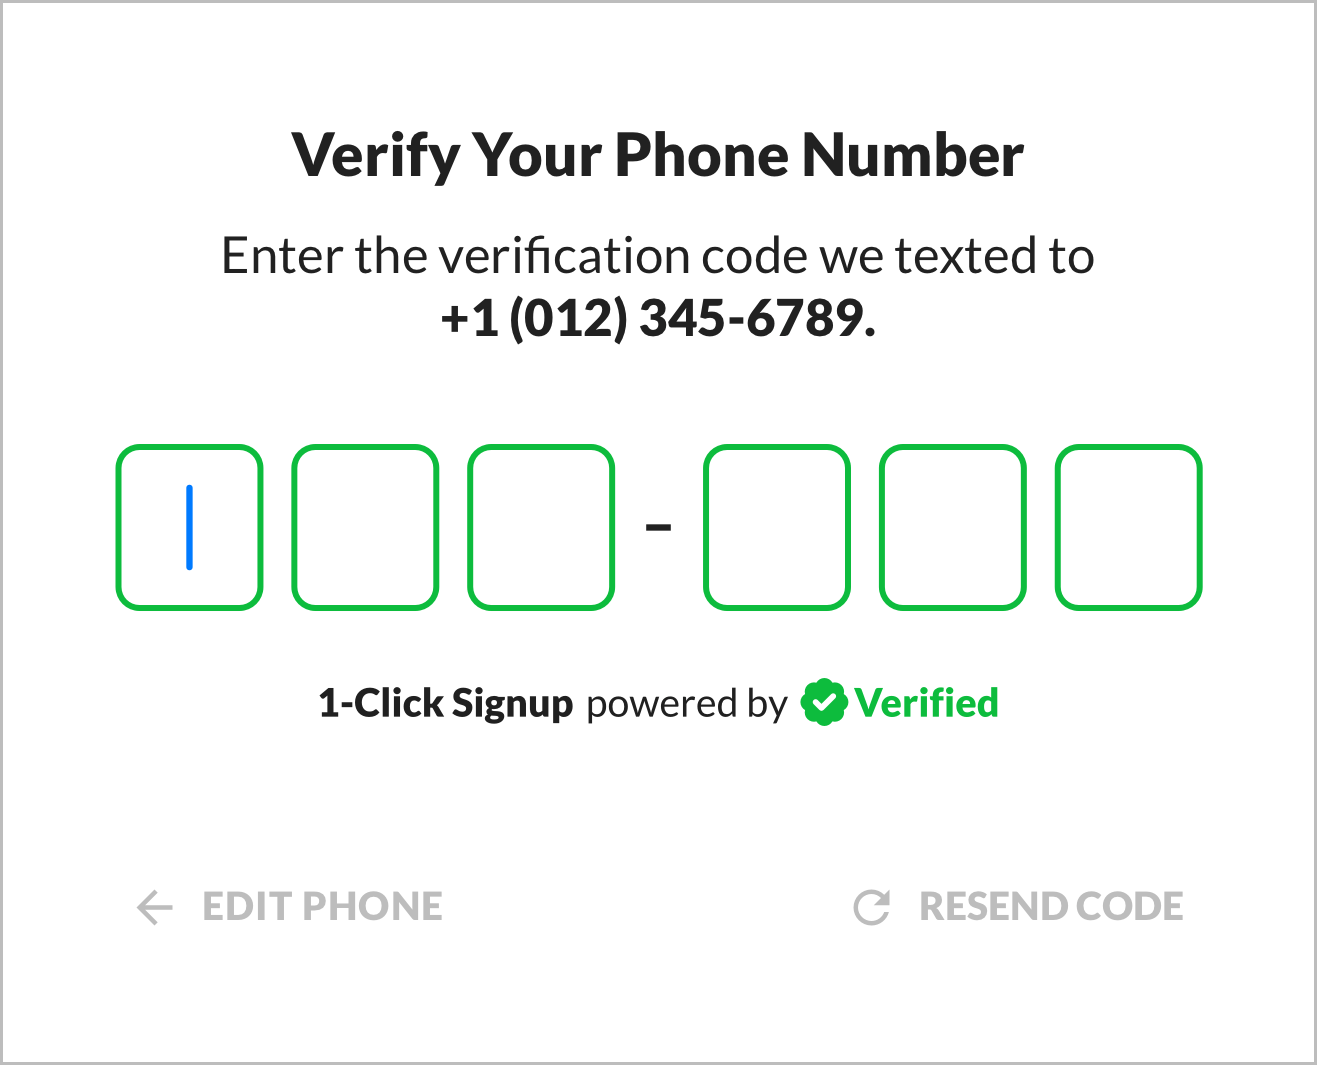 Verify Your Phone Number
Enter the verification code we texted to
+1 (012) 345-6789.
–
1-Click Signup powered by Verified
EDIT PHONE
RESEND CODE